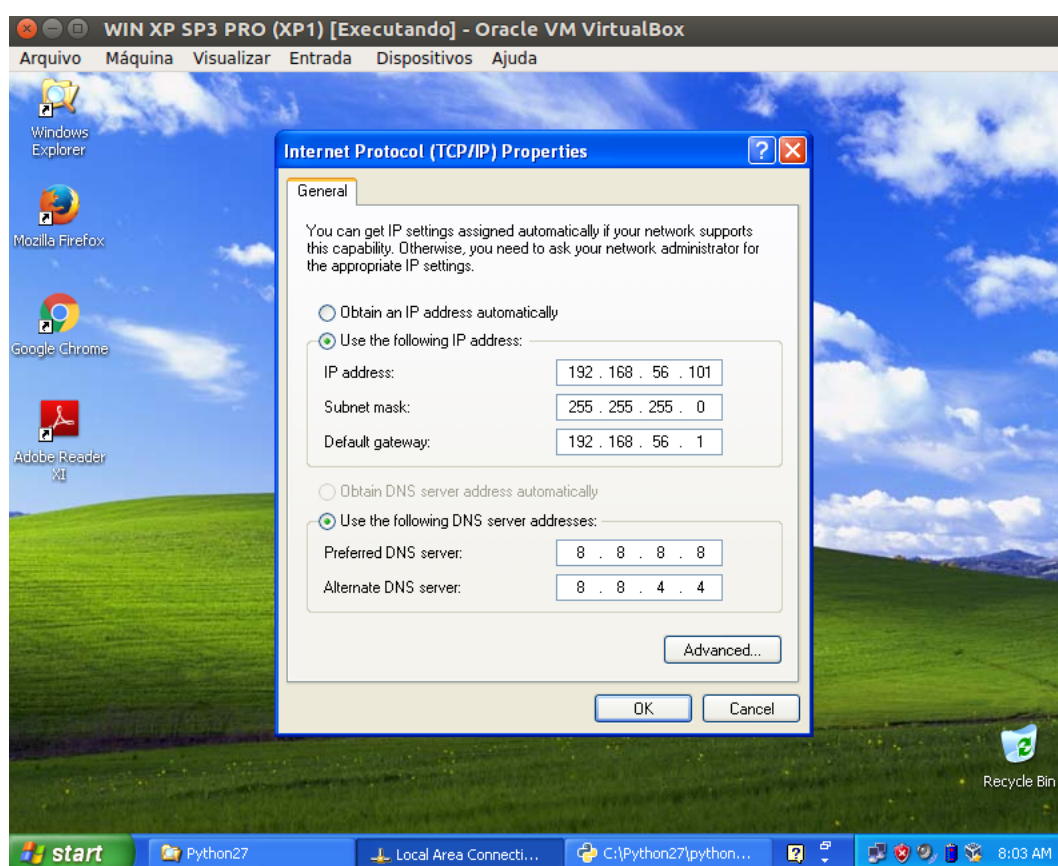 WIN XP SP3 PRO (XP1) [Executando] - Oracle VM VirtualBox
Arquivo Máquina Visualizar Entrada Dispositivos Ajuda
Windows
Explorer
Mozilla Firefox
Google Chrome
Adobe Reader
XI
Internet Protocol (TCP/IP) Properties
General
You can get IP settings assigned automatically if your network supports
this capability. Otherwise, you need to ask your network administrator for
the appropriate IP settings.
Obtain an IP address automatically
Use the following IP address:
IP address: 192 . 168 . 56 . 101
Subnet mask: 255 . 255 . 255 . 0
Default gateway: 192 . 168 . 56 . 1
Obtain DNS server address automatically
Use the following DNS server addresses:
Preferred DNS server: 8 . 8 . 8 . 8
Alternate DNS server: 8 . 8 . 4 . 4
Advanced...
OK Cancel
Recycle Bin
start Python27 Local Area Connecti... C:\Python27\python... 8:03 AM